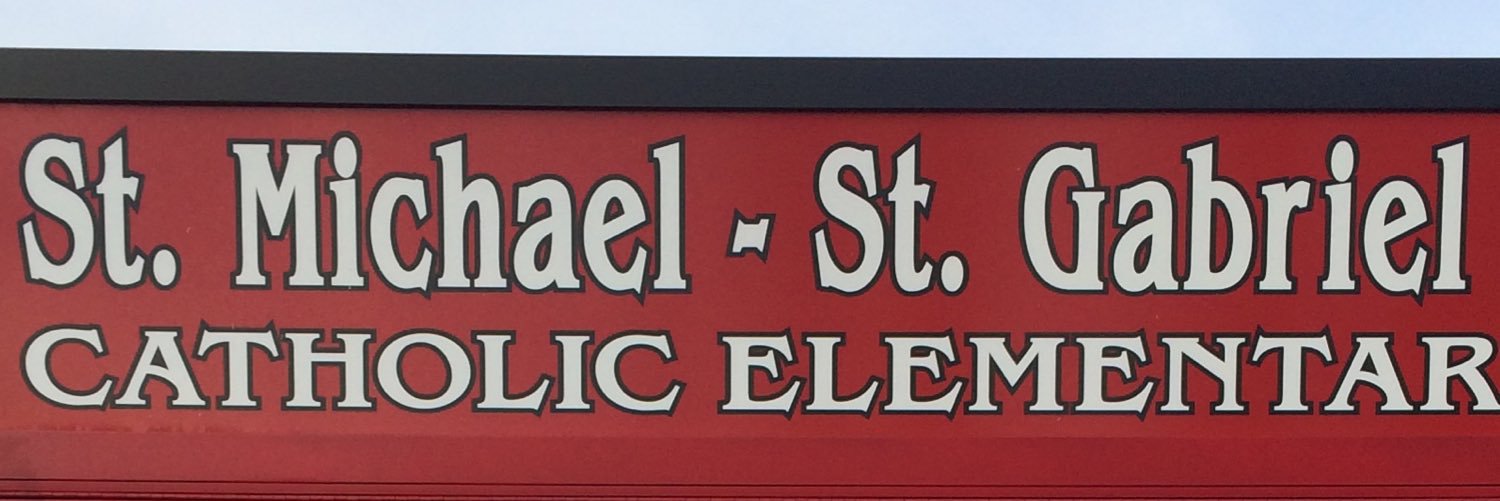 St. Michael - St. Gabriel
CATHOLIC ELEMENTAR